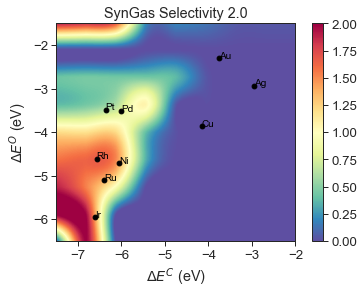 SynGas Selectivity 2.0
ΔE^O (eV)
−2
−3
−4
−5
−6
Au
Ag
Pt
Pd
Cu
Rh
Ni
Ru
Ir
−7
−6
−5
−4
−3
−2
ΔE^C (eV)
2.00
1.75
1.50
1.25
1.00
0.75
0.50
0.25
0.00